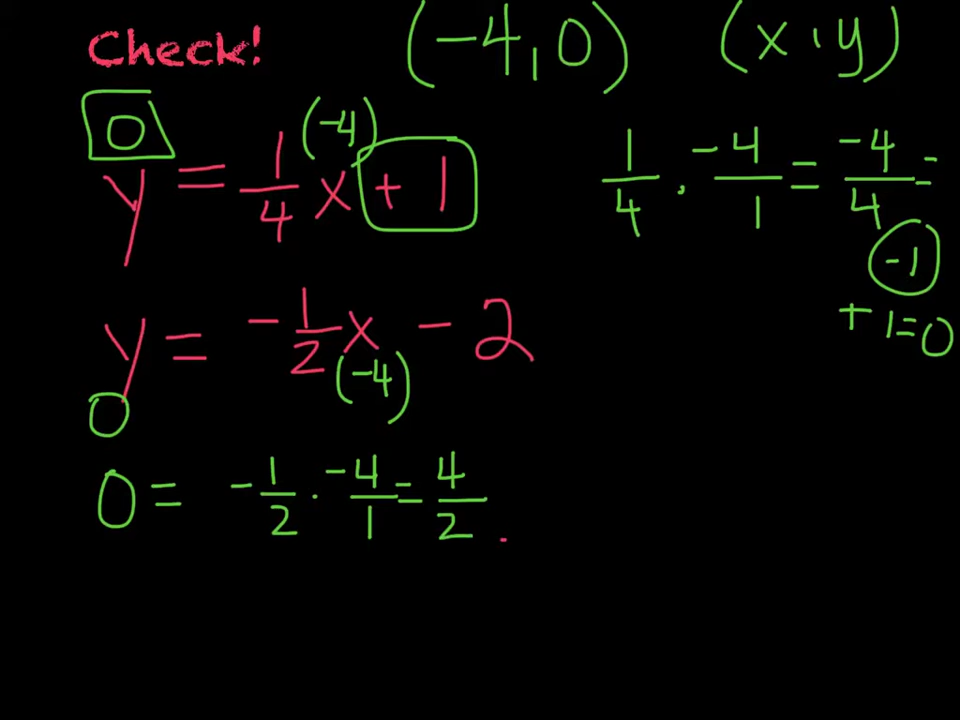 Check! (-4,0) (x,y)
0 (-4)
y = 1/4 x + 1
1/4 · -4/1 = -4/4 =
-1
+ 1 = 0
y = -1/2 x - 2
0 (-4)
0 = -1/2 · -4/1 = 4/2